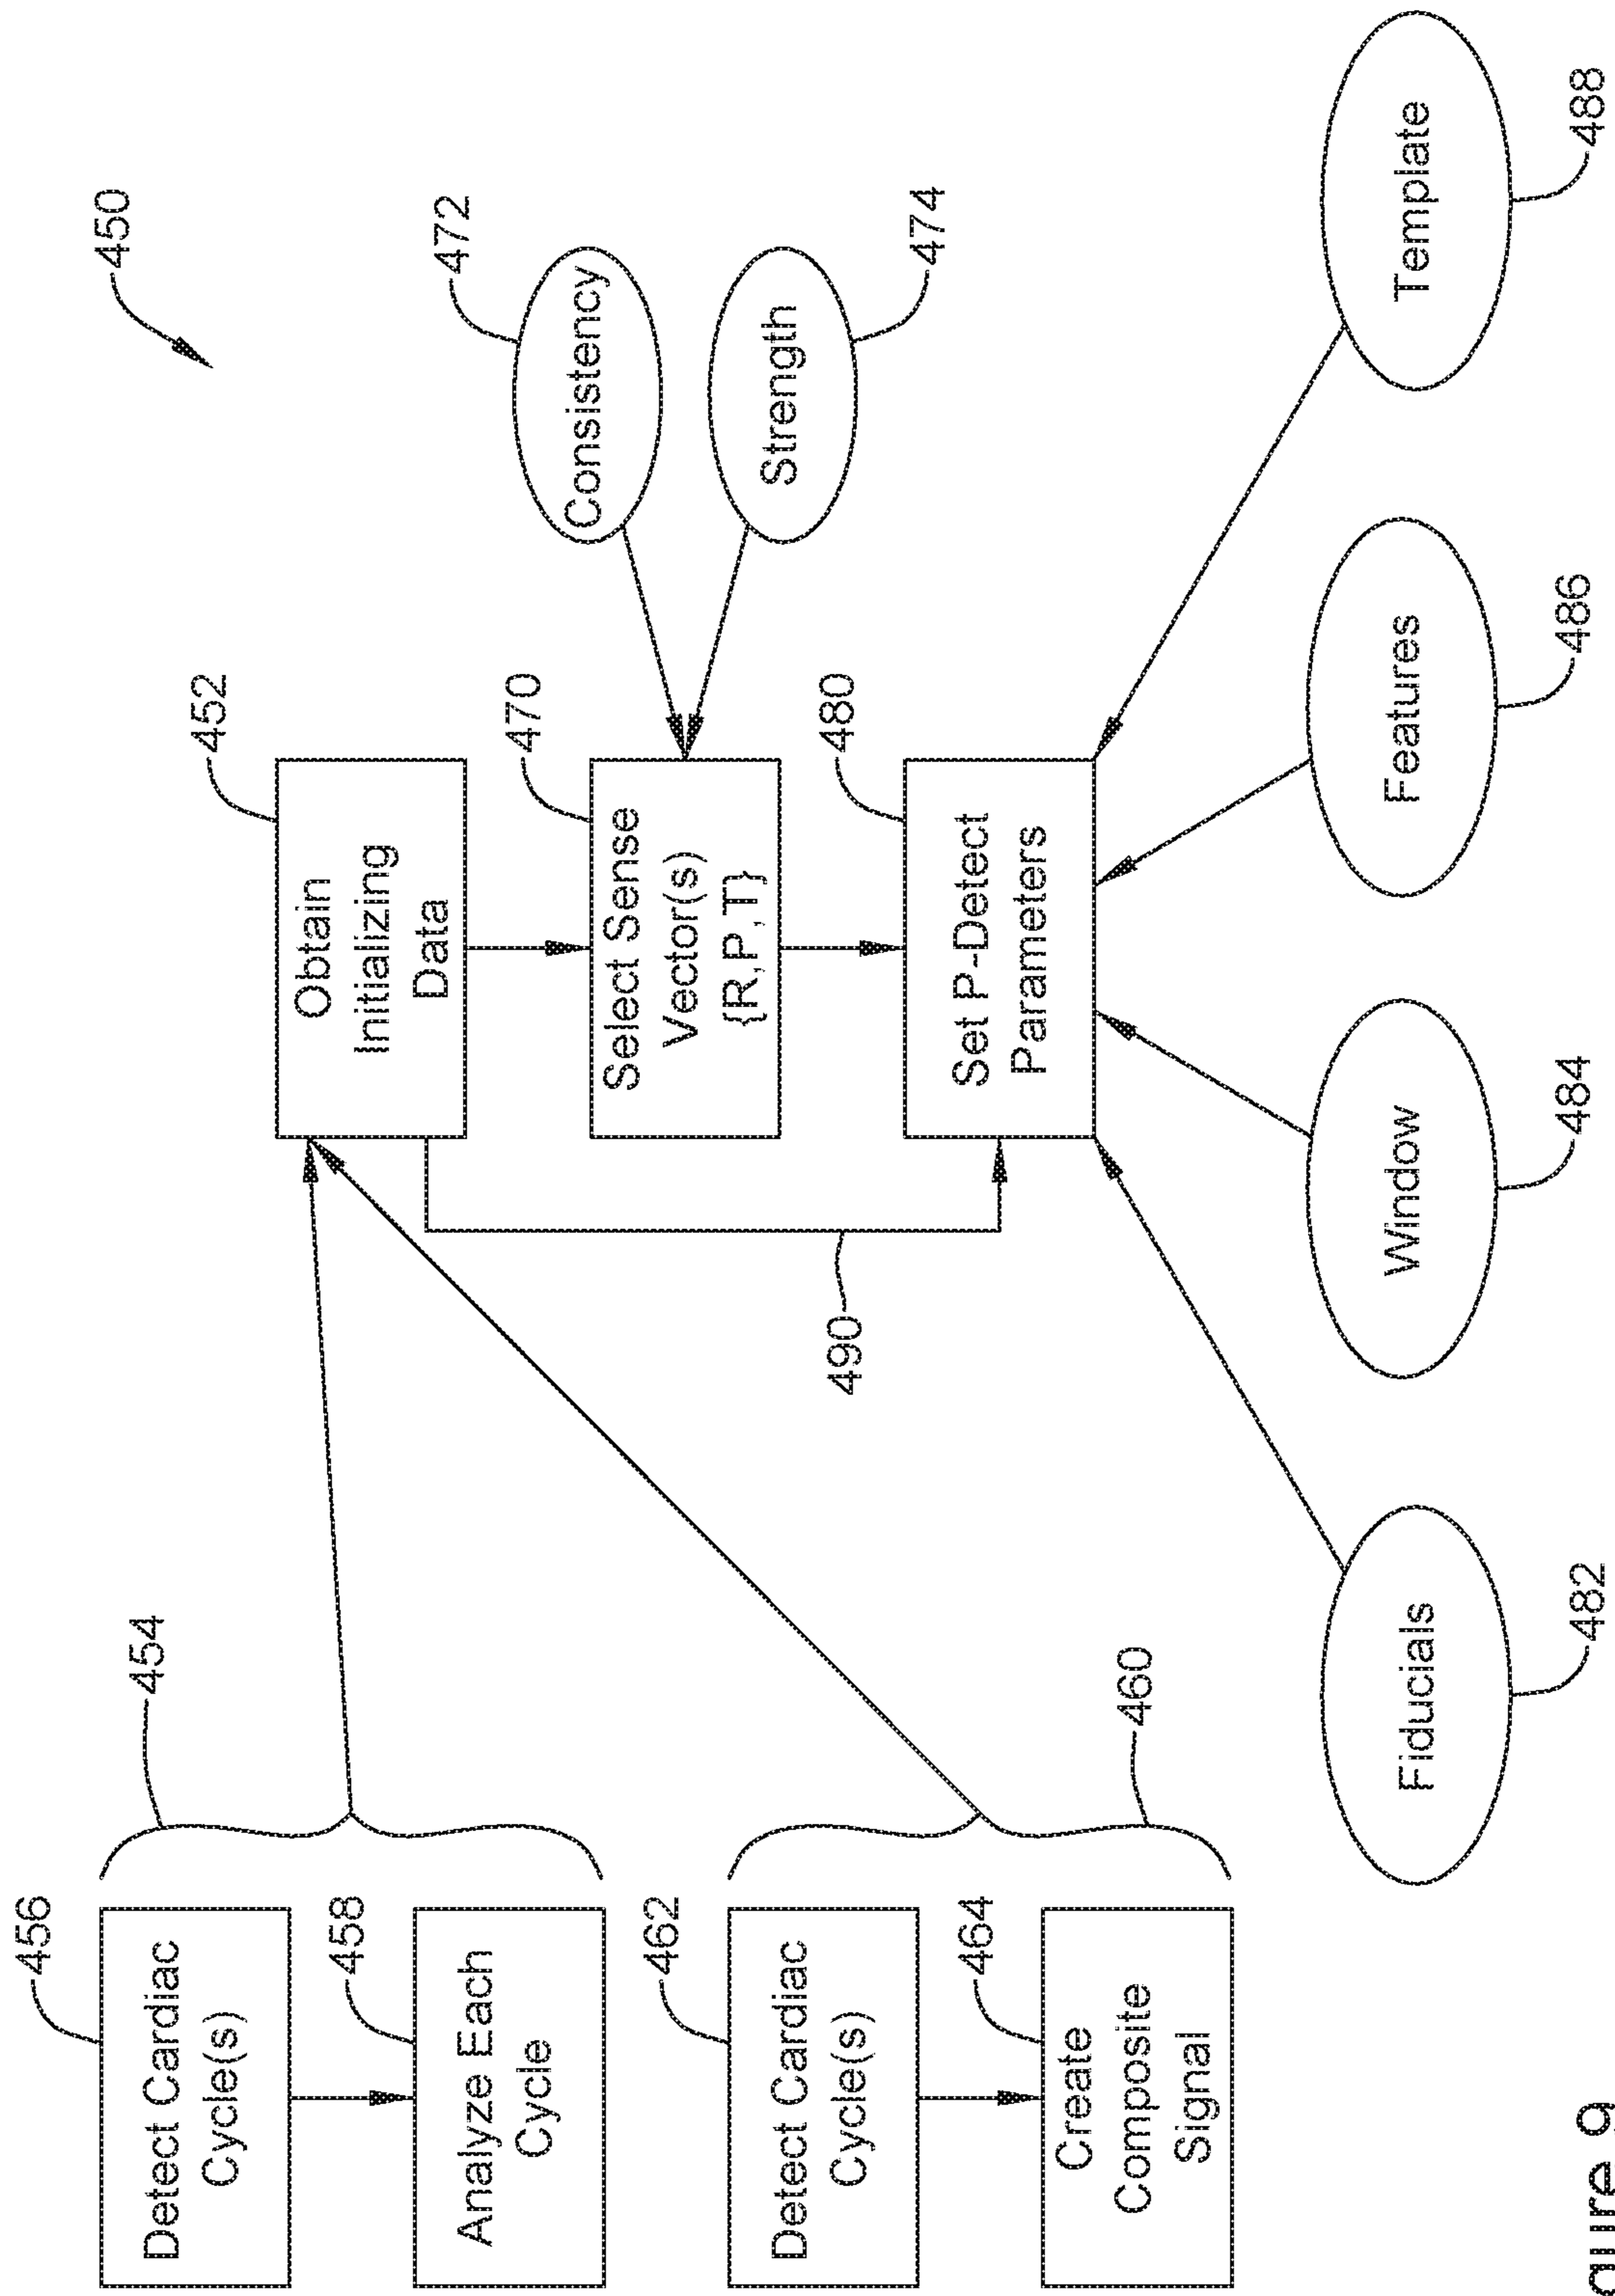 450
456
Detect Cardiac
Cycle(s)
458
Analyze Each
Cycle
454
462
Detect Cardiac
Cycle(s)
464
Create
Composite
Signal
460
452
Obtain
Initializing
Data
470
Select Sense
Vector(s)
{R,P,T}
472
Consistency
474
Strength
480
Set P-Detect
Parameters
490
Fiducials
482
Window
484
Features
486
Template
488
gure 9